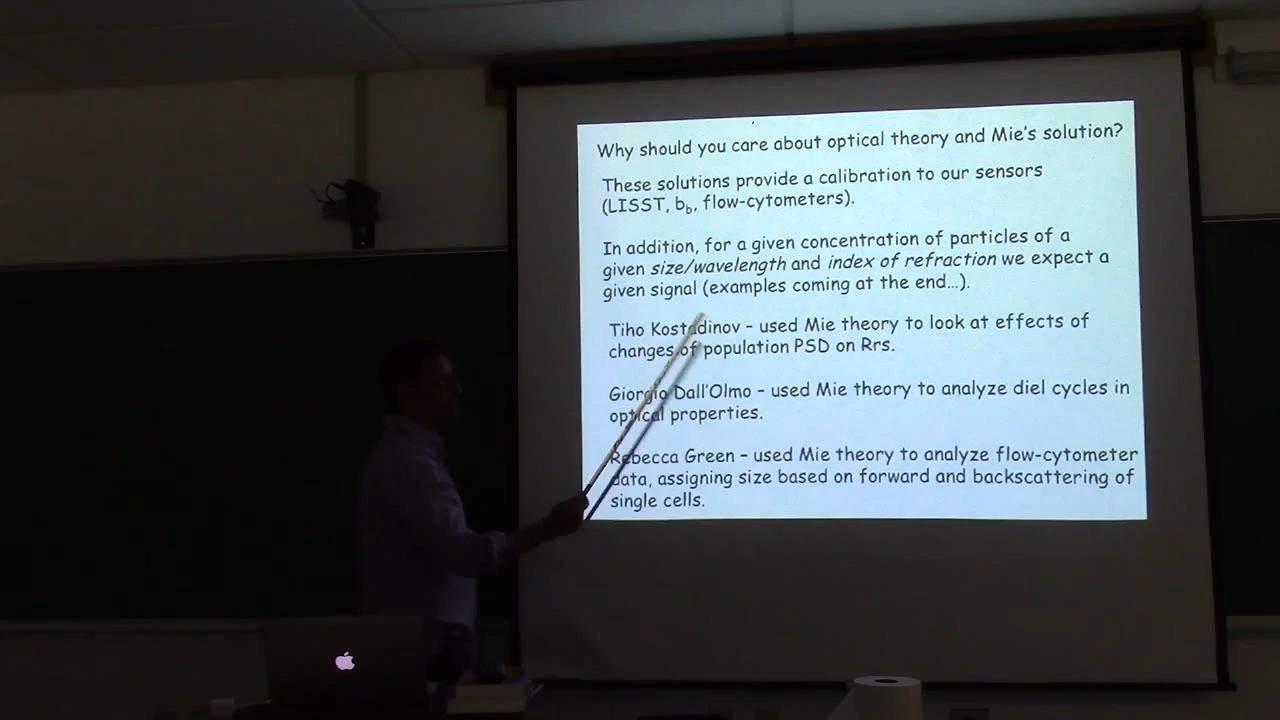 Why should you care about optical theory and Mie's solution?
These solutions provide a calibration to our sensors
(LISST, bb, flow-cytometers).
In addition, for a given concentration of particles of a
given size/wavelength and index of refraction we expect a
given signal (examples coming at the end…).
Tiho Kostadinov – used Mie theory to look at effects of
changes of population PSD on Rrs.
Giorgio Dall'Olmo – used Mie theory to analyze diel cycles in
optical properties.
Rebecca Green – used Mie theory to analyze flow-cytometer
data, assigning size based on forward and backscattering of
single cells.